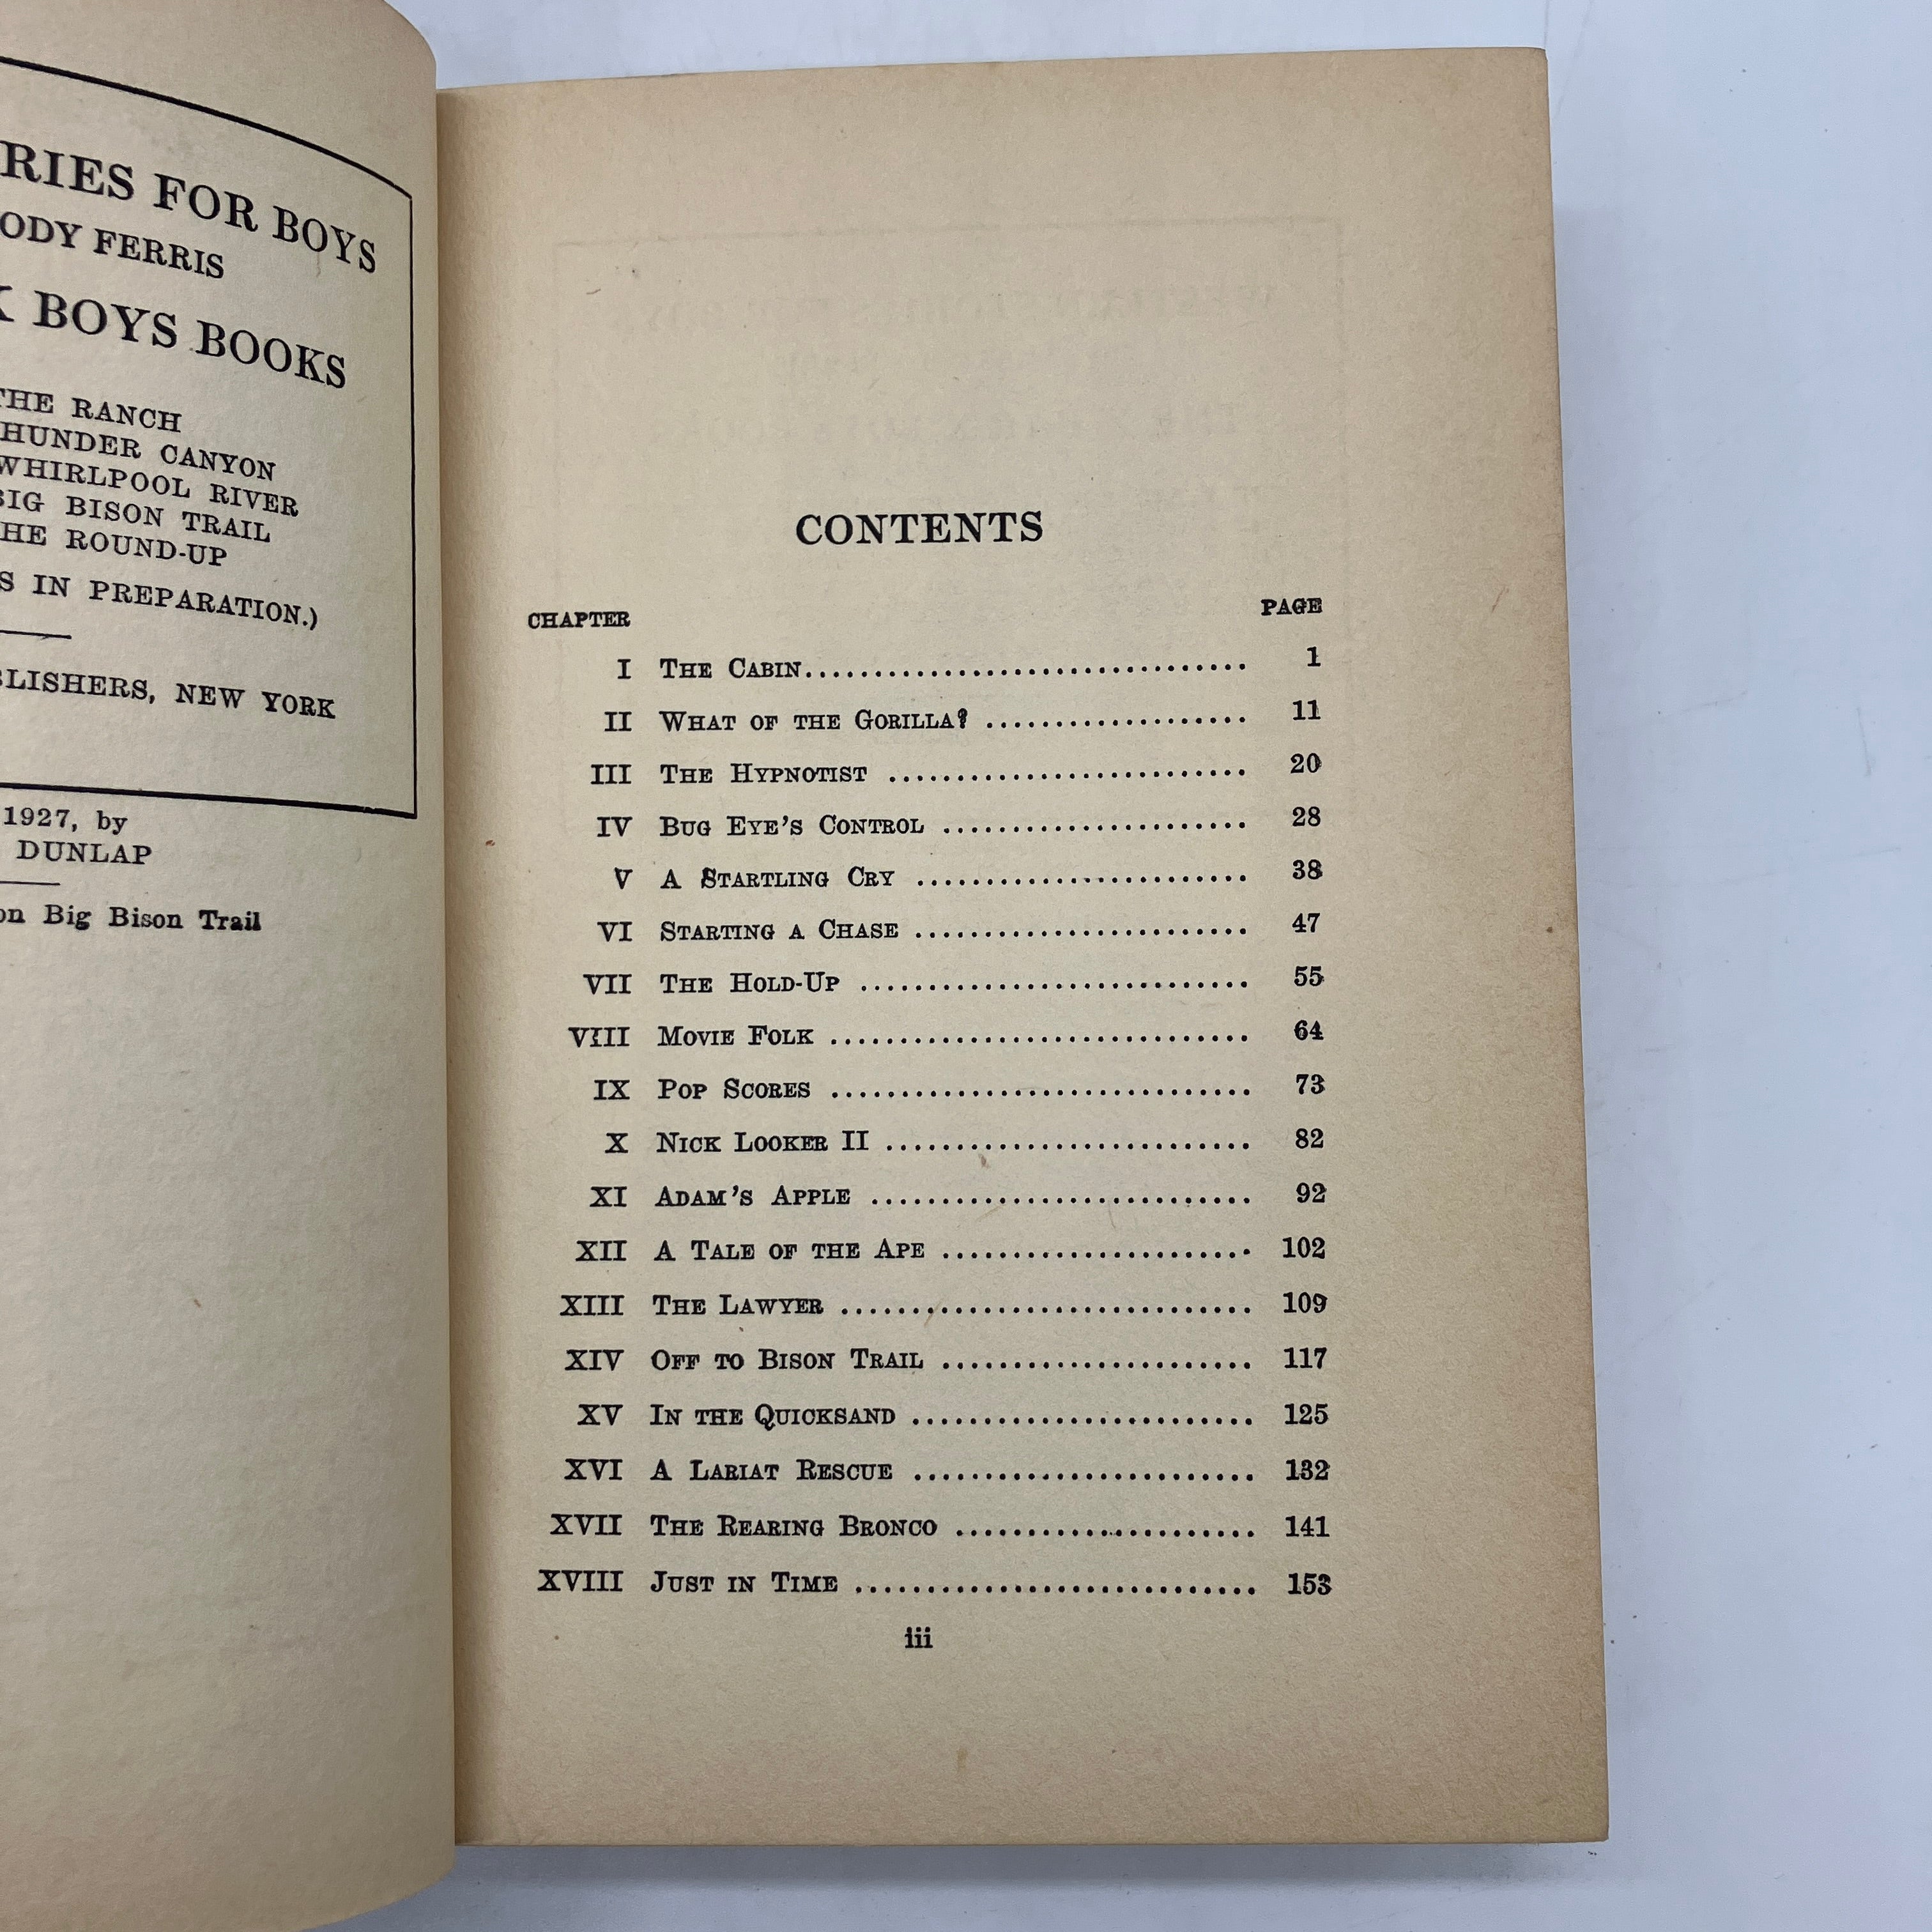 RIES FOR BOYS
ODY FERRIS
BOYS BOOKS
THE RANCH
HUNDER CANYON
WHIRLPOOL RIVER
BIG BISON TRAIL
HE ROUND-UP
S IN PREPARATION.)
BLISHERS, NEW YORK
1927, by
DUNLAP
on Big Bison Trail
CONTENTS
CHAPTER PAGE
I THE CABIN.................................. 1
II WHAT OF THE GORILLA? ................... 11
III THE HYPNOTIST .......................... 20
IV BUG EYE'S CONTROL ...................... 28
V A STARTLING CRY ........................ 38
VI STARTING A CHASE ........................ 47
VII THE HOLD-UP ............................ 55
VIII MOVIE FOLK .............................. 64
IX POP SCORES .............................. 73
X NICK LOOKER II .......................... 82
XI ADAM'S APPLE ........................... 92
XII A TALE OF THE APE ...................... 102
XIII THE LAWYER ............................. 109
XIV OFF TO BISON TRAIL ...................... 117
XV IN THE QUICKSAND ........................ 125
XVI A LARIAT RESCUE ........................ 132
XVII THE REARING BRONCO ..................... 141
XVIII JUST IN TIME ............................ 153
iii